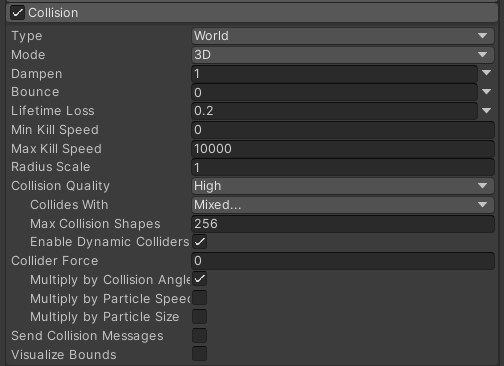 Collision
Type World
Mode 3D
Dampen 1
Bounce 0
Lifetime Loss 0.2
Min Kill Speed 0
Max Kill Speed 10000
Radius Scale 1
Collision Quality High
Collides With Mixed...
Max Collision Shapes 256
Enable Dynamic Colliders
Collider Force 0
Multiply by Collision Angle
Multiply by Particle Speed
Multiply by Particle Size
Send Collision Messages
Visualize Bounds